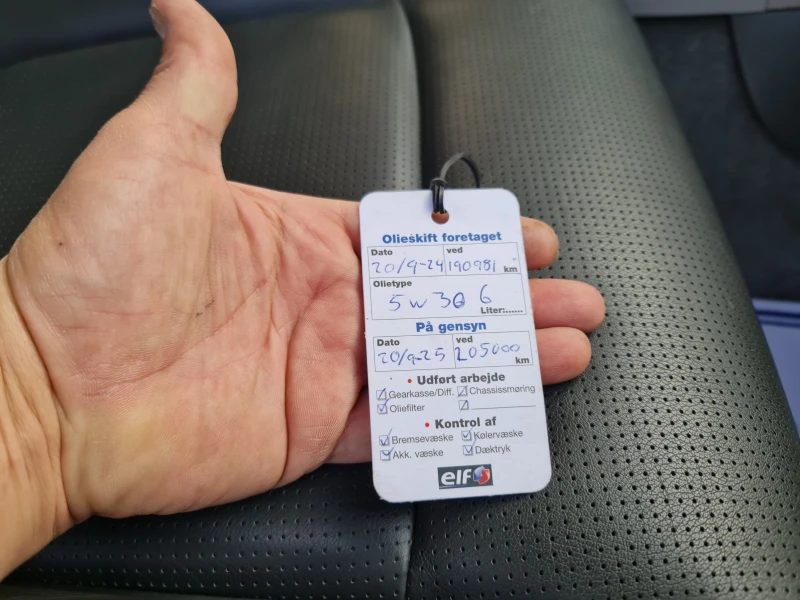 Olieskift foretaget
Dato ved
20/9-24 190981 km
Olietype
5w30 6
Liter:......
På gensyn
Dato ved
20/9-25 205000 km
• Udført arbejde
Gearkasse/Diff. Chassissmøring
Oliefilter
• Kontrol af
Bremsevæske Kølervæske
Akk. væske Dæktryk
elf